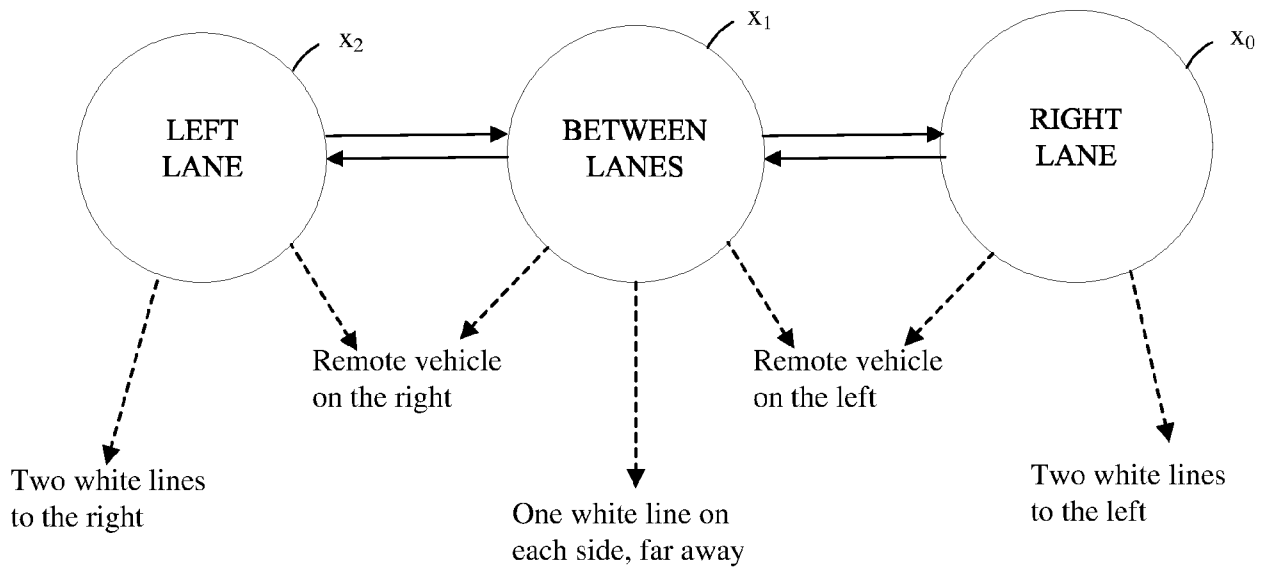 x₂
x₁
x₀
LEFT
LANE
BETWEEN
LANES
RIGHT
LANE
Remote vehicle
on the right
Remote vehicle
on the left
Two white lines
to the right
One white line on
each side, far away
Two white lines
to the left